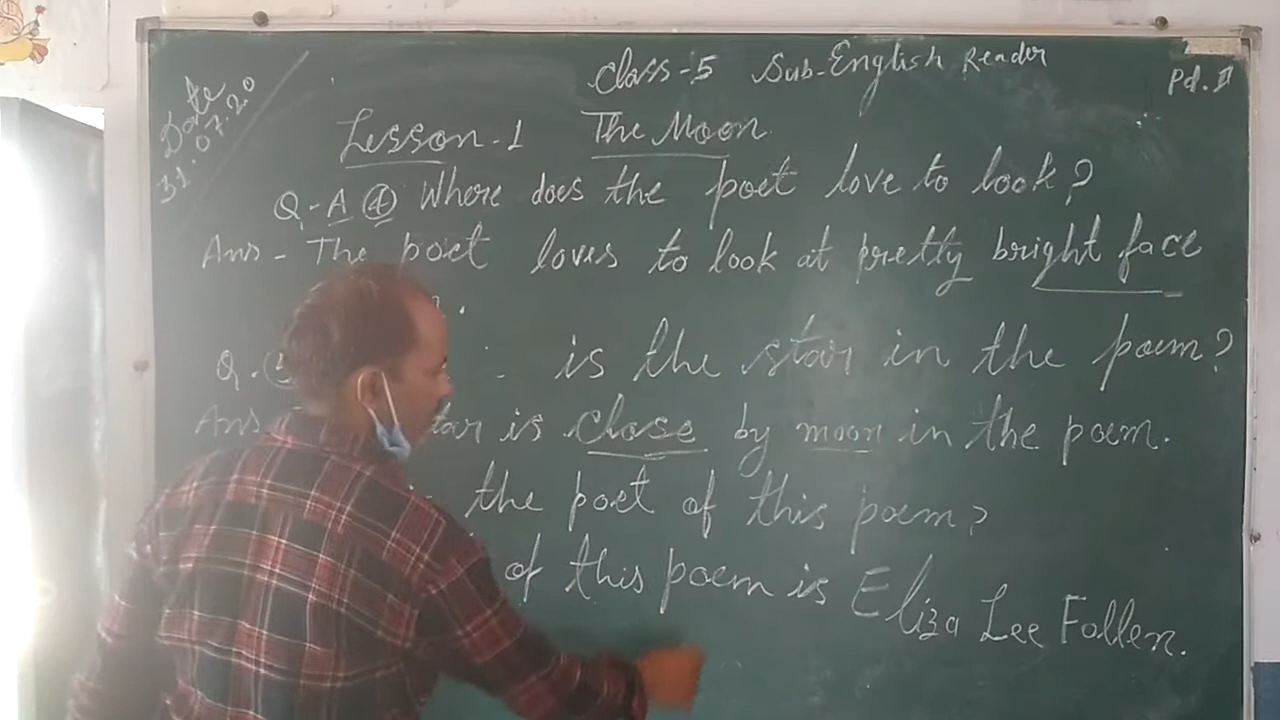 Date
31.07.20
Class-5 Sub-English Reader
Pd. II
Lesson-1 The Moon
Q.-A (4) Where does the poet love to look?
Ans - The poet loves to look at pretty bright face
Q. (5 is the star in the poem?
Ans is close by moon in the poem.
the poet of this poem?
of this poem is Eliza Lee Follen.